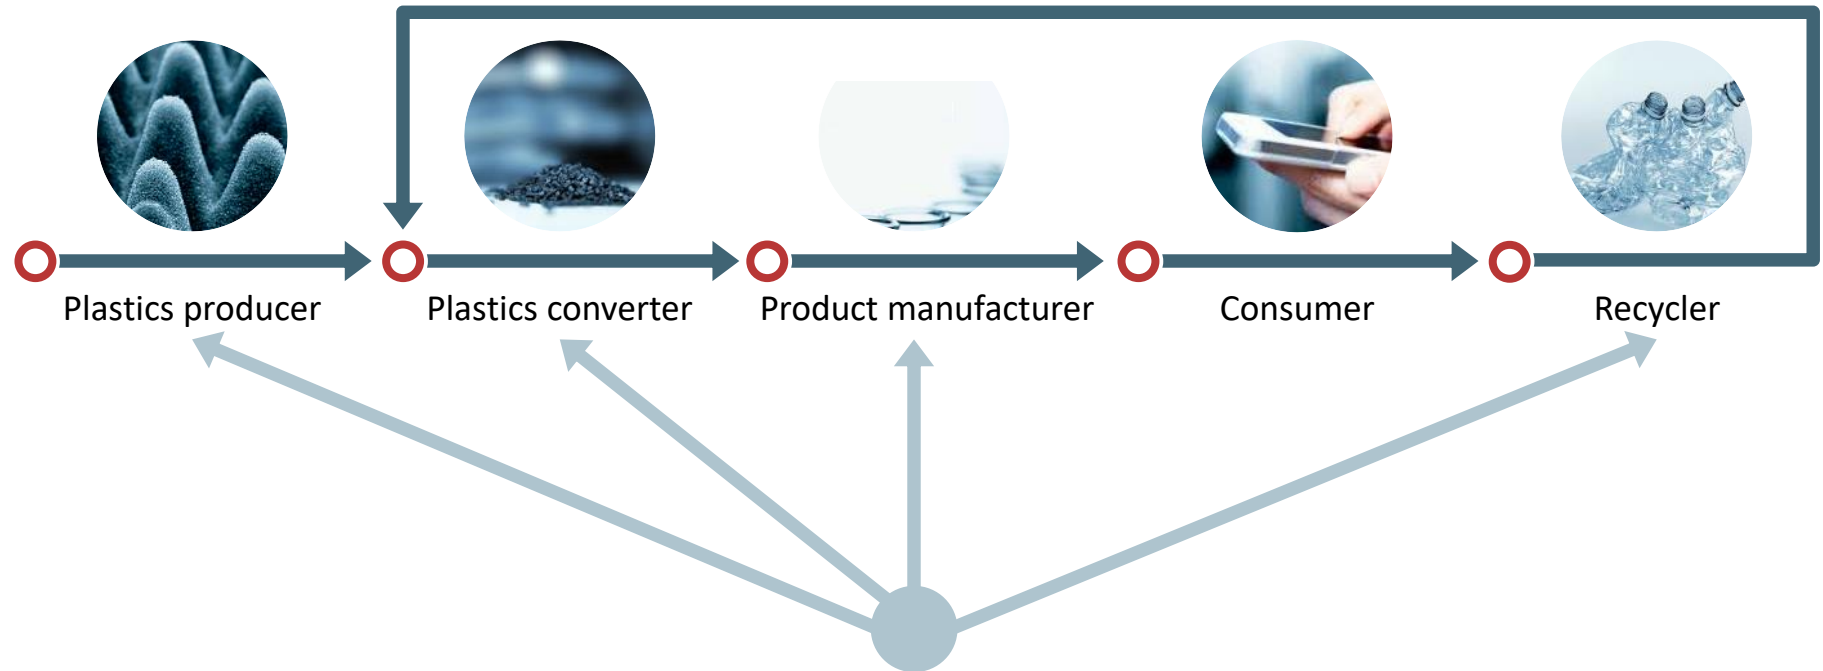 Plastics producer
Plastics converter
Product manufacturer
Consumer
Recycler